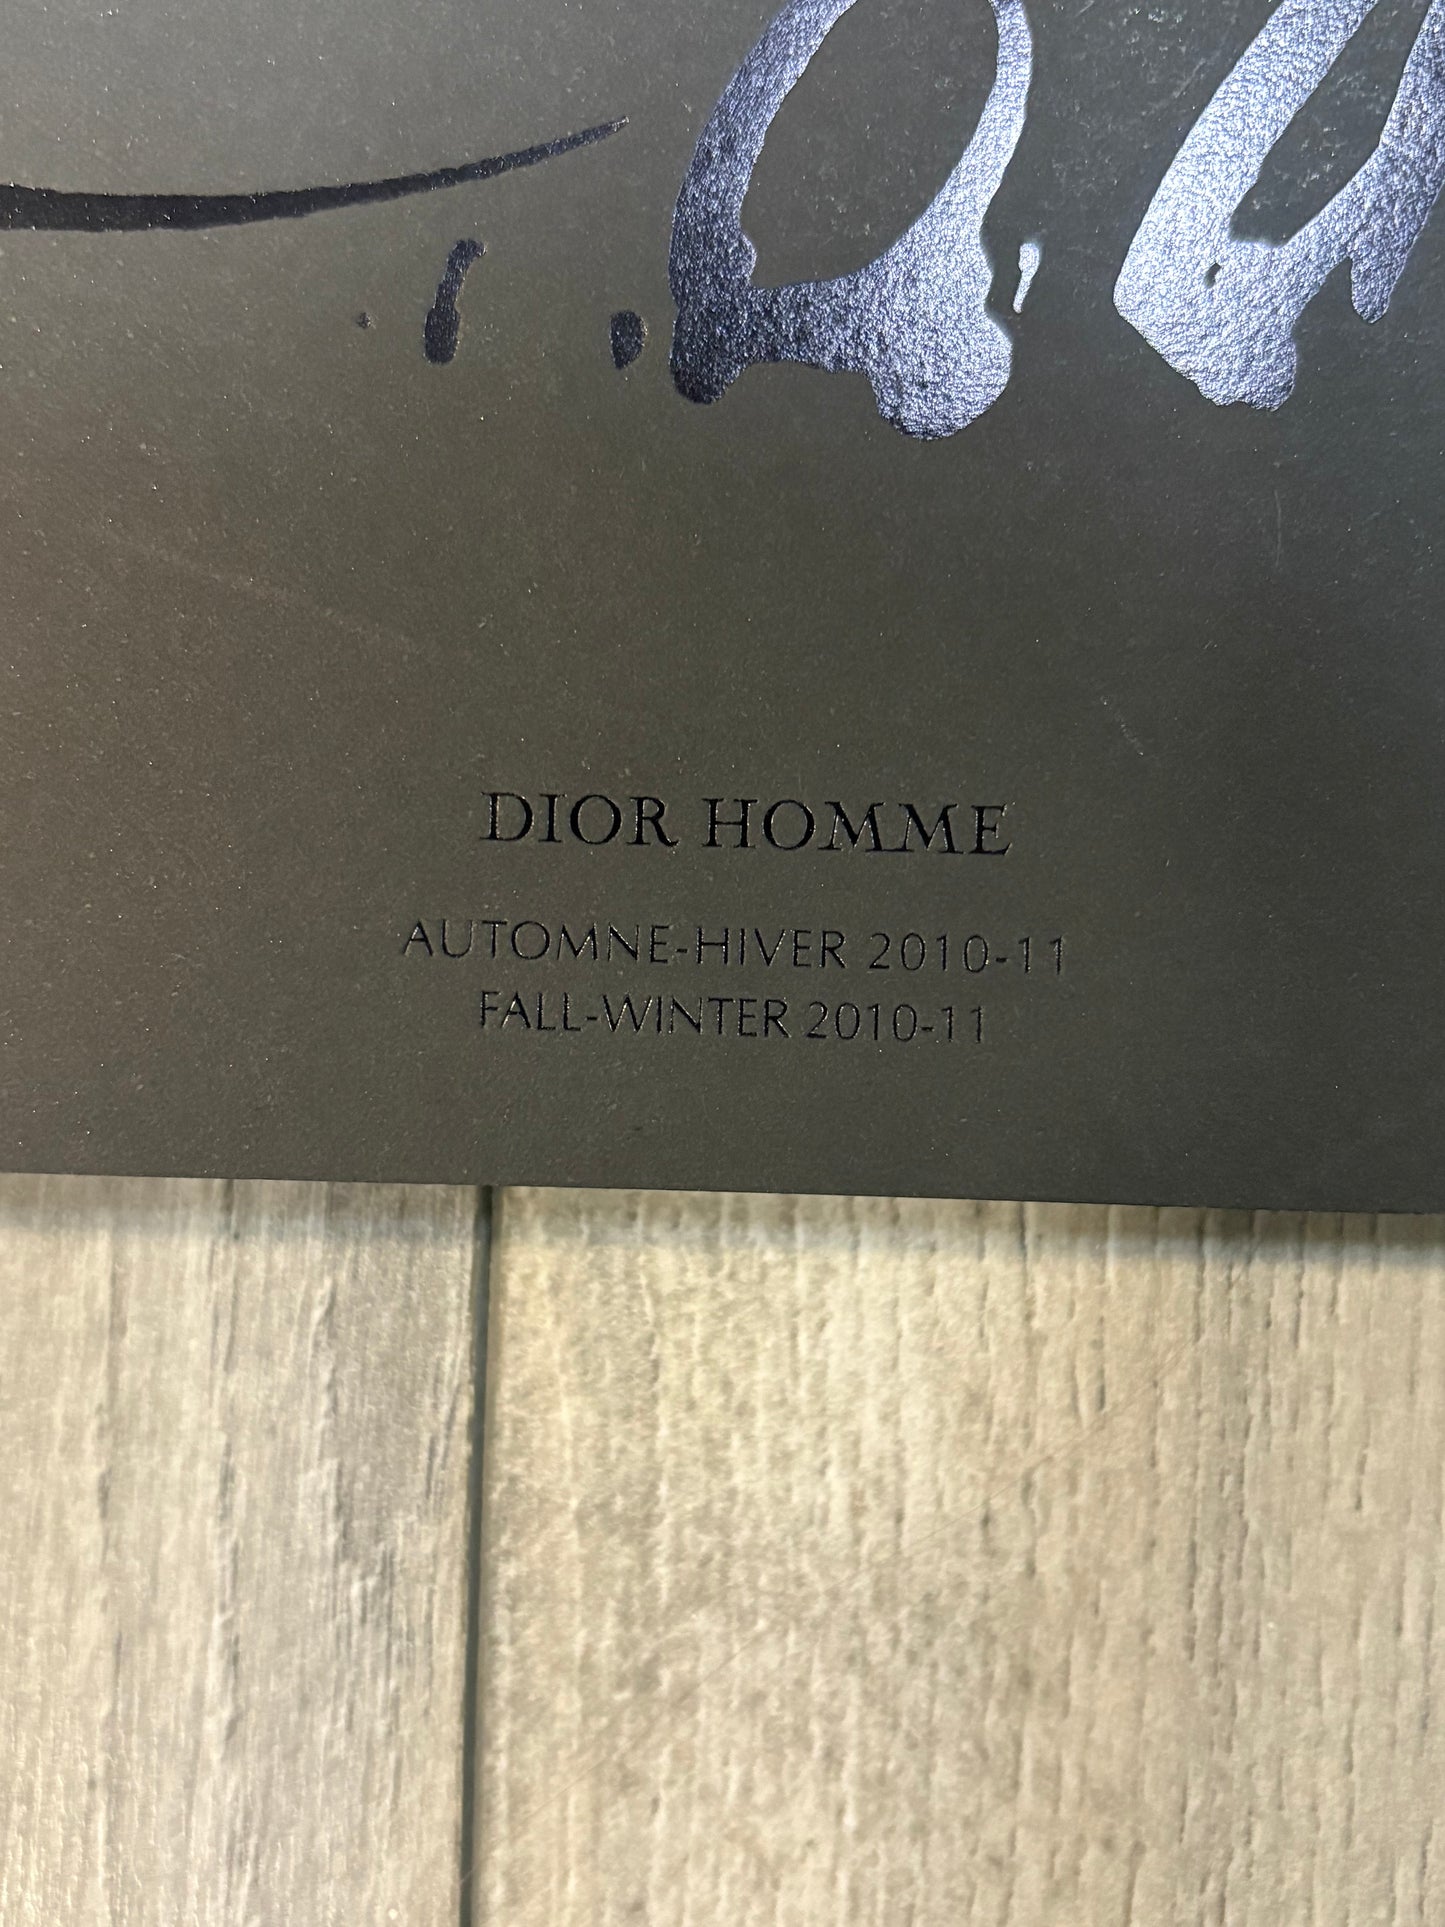 DIOR HOMME
AUTOMNE-HIVER 2010-11
FALL-WINTER 2010-11